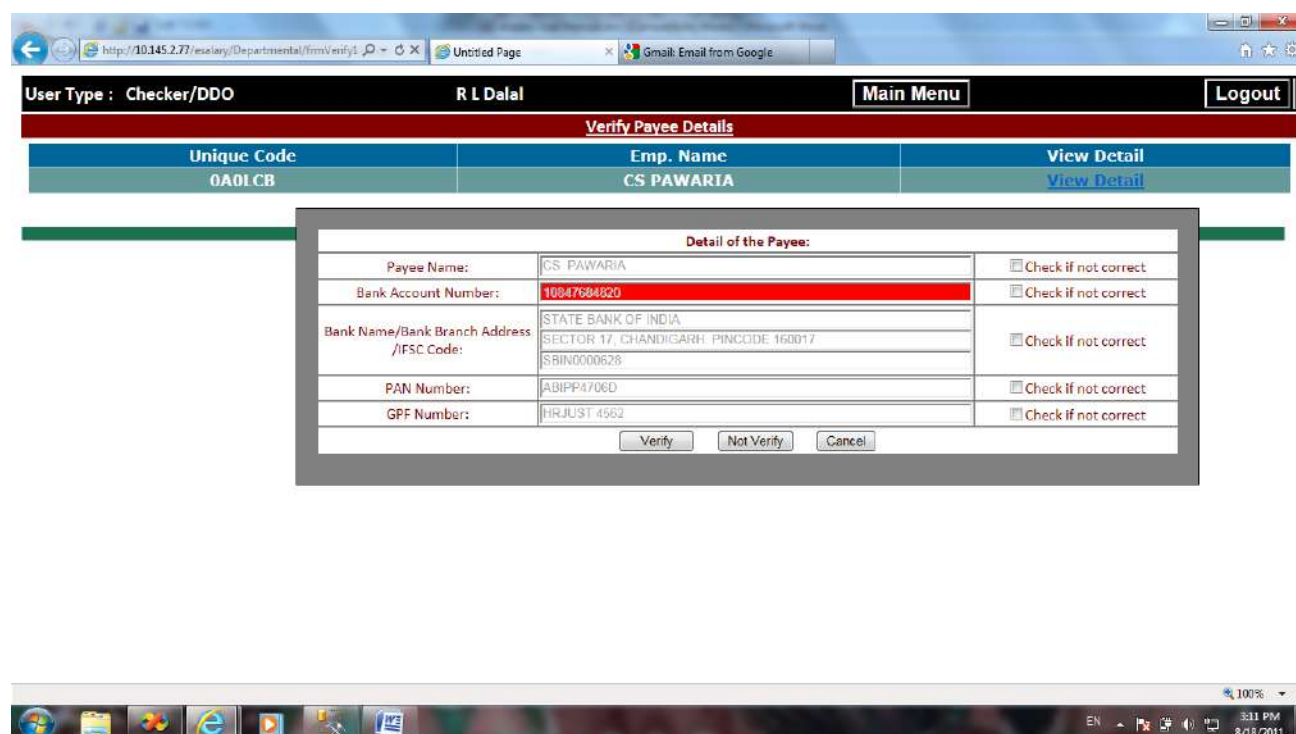 http://10.145.2.77/esalary/Departmental/frmVerify1
Untitled Page
Gmail: Email from Google
User Type : Checker/DDO
R L Dalal
Main Menu
Logout
Verify Payee Details
Unique Code Emp. Name View Detail
0A0LCB CS PAWARIA View Detail
Detail of the Payee:
Payee Name: CS PAWARIA Check if not correct
Bank Account Number: 10847684820 Check if not correct
Bank Name/Bank Branch Address
/IFSC Code:
STATE BANK OF INDIA
SECTOR 17, CHANDIGARH PINCODE 160017
SBIN0000628
Check if not correct
PAN Number: ABIPP4706D Check if not correct
GPF Number: HRJUST 4562 Check if not correct
Verify Not Verify Cancel
100%
EN
3:11 PM
8/18/2011